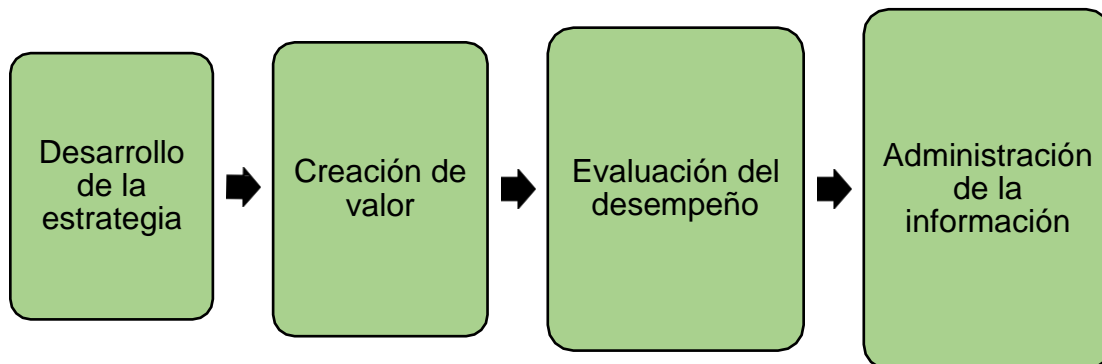 Desarrollo
de la
estrategia
Creación de
valor
Evaluación del
desempeño
Administración
de la
información